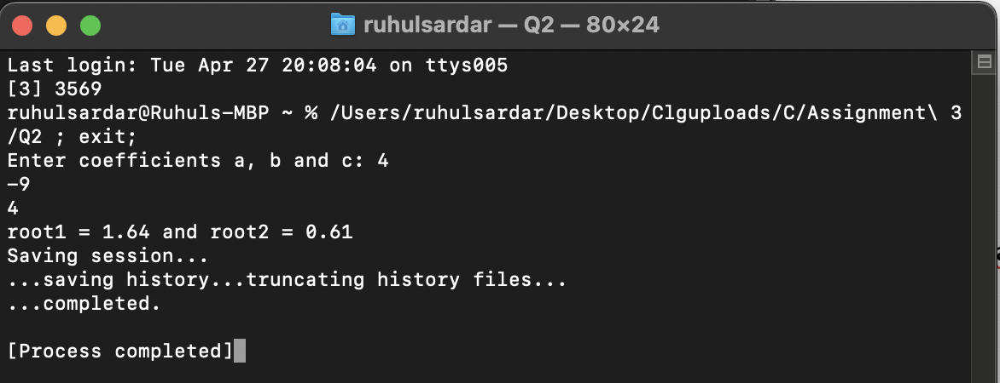 ruhulsardar — Q2 — 80×24
Last login: Tue Apr 27 20:08:04 on ttys005
[3] 3569
ruhulsardar@Ruhuls-MBP ~ % /Users/ruhulsardar/Desktop/Clguploads/C/Assignment\ 3
/Q2 ; exit;
Enter coefficients a, b and c: 4
-9
4
root1 = 1.64 and root2 = 0.61
Saving session...
...saving history...truncating history files...
...completed.
[Process completed]